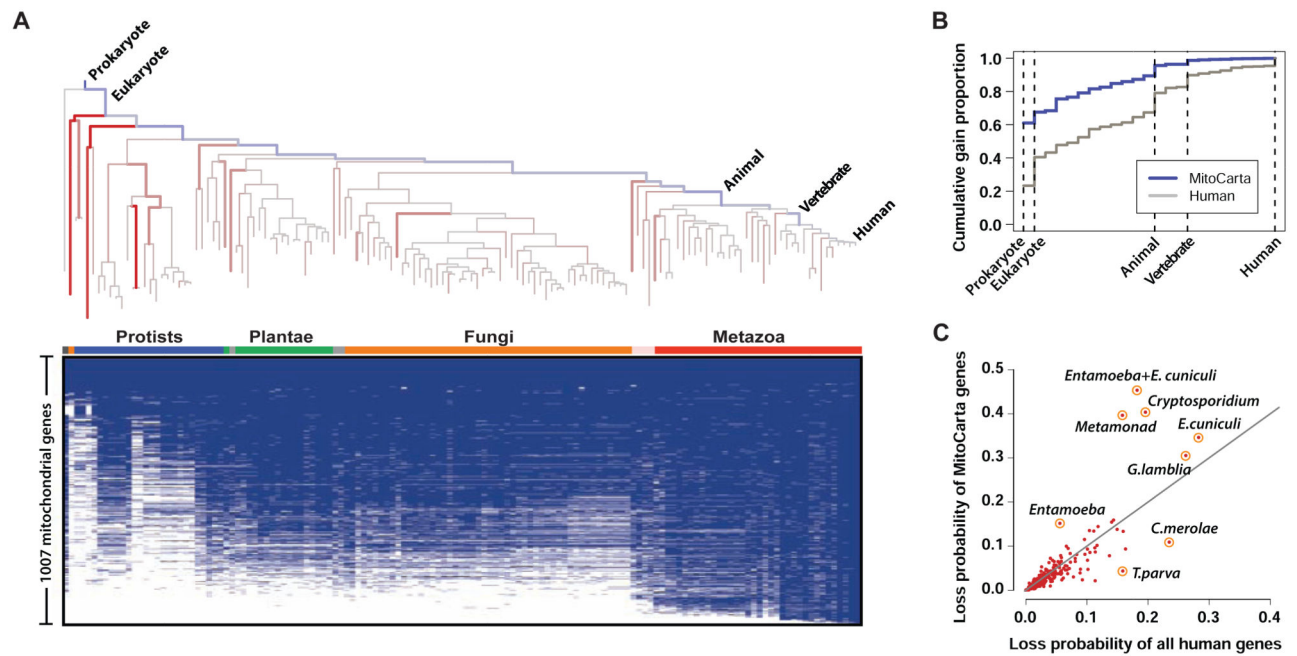 A
Prokaryote
Eukaryote
Animal
Vertebrate
Human
Protists Plantae Fungi Metazoa
1007 mitochondrial genes
B
Cumulative gain proportion
1.0
0.8
0.6
0.4
0.2
0.0
MitoCarta
Human
Prokaryote
Eukaryote
Animal
Vertebrate
Human
C
Loss probability of MitoCarta genes
0.5
0.4
0.3
0.2
0.1
0.0
Entamoeba+E. cuniculi
Cryptosporidium
Metamonad
E.cuniculi
G.lamblia
Entamoeba
C.merolae
T.parva
0.0 0.1 0.2 0.3 0.4
Loss probability of all human genes